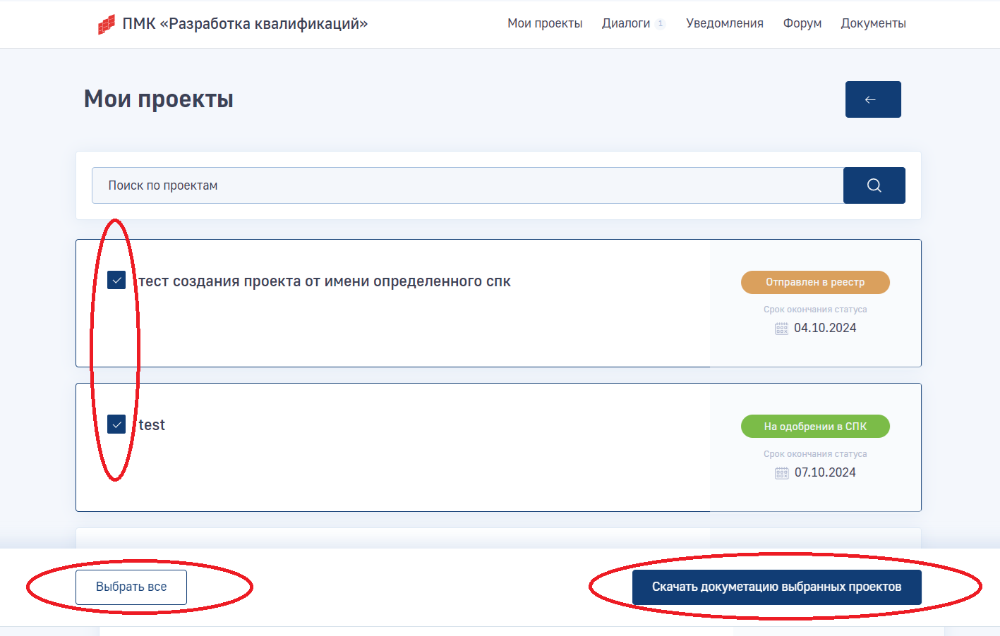 ПМК «Разработка квалификаций»
Мои проекты
Диалоги 1
Уведомления
Форум
Документы
Мои проекты
Поиск по проектам
тест создания проекта от имени определенного спк
Отправлен в реестр
Срок окончания статуса
04.10.2024
test
На одобрении в СПК
Срок окончания статуса
07.10.2024
Выбрать все
Скачать докуметацию выбранных проектов